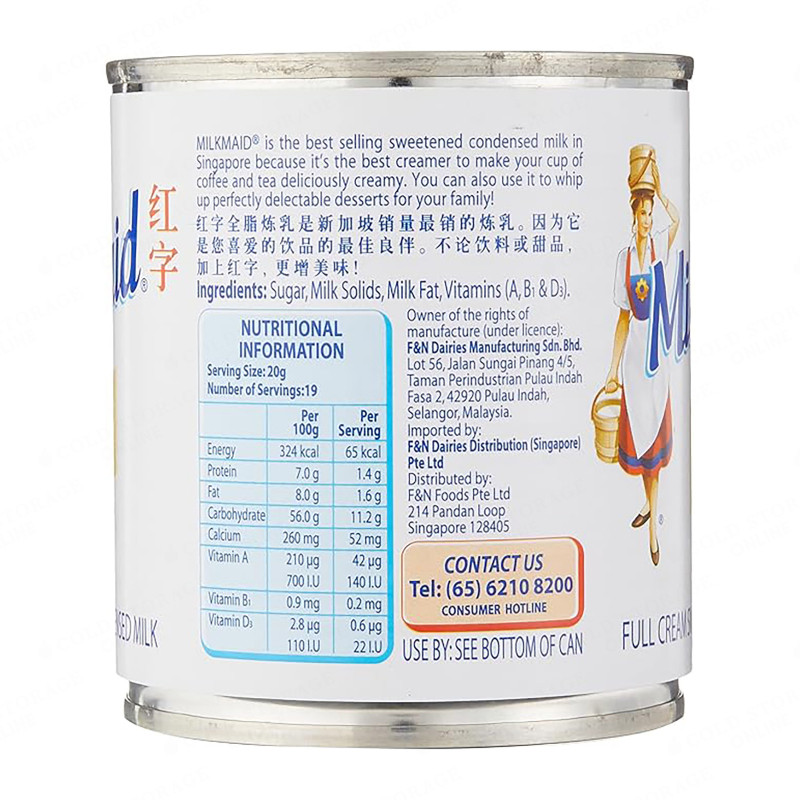 aid®
红字
MILKMAID® is the best selling sweetened condensed milk in
Singapore because it's the best creamer to make your cup of
coffee and tea deliciously creamy. You can also use it to whip
up perfectly delectable desserts for your family!
红字全脂炼乳是新加坡销量最销的炼乳。因为它
是您喜爱的饮品的最佳良伴。不论饮料或甜品,
加上红字,更增美味!
Ingredients: Sugar, Milk Solids, Milk Fat, Vitamins (A, B₁ & D₃).
NUTRITIONAL
INFORMATION
Serving Size: 20g
Number of Servings:19
Per 100g Per Serving
Energy 324 kcal 65 kcal
Protein 7.0 g 1.4 g
Fat 8.0 g 1.6 g
Carbohydrate 56.0 g 11.2 g
Calcium 260 mg 52 mg
Vitamin A 210 µg 42 µg
700 I.U 140 I.U
Vitamin B₁ 0.9 mg 0.2 mg
Vitamin D₃ 2.8 µg 0.6 µg
110 I.U 22 I.U
Owner of the rights of
manufacture (under licence):
F&N Dairies Manufacturing Sdn. Bhd.
Lot 56, Jalan Sungai Pinang 4/5,
Taman Perindustrian Pulau Indah
Fasa 2, 42920 Pulau Indah,
Selangor, Malaysia.
Imported by:
F&N Dairies Distribution (Singapore)
Pte Ltd
Distributed by:
F&N Foods Pte Ltd
214 Pandan Loop
Singapore 128405
CONTACT US
Tel: (65) 6210 8200
CONSUMER HOTLINE
USE BY: SEE BOTTOM OF CAN
Mi
®
SED MILK
FULL CREAM S